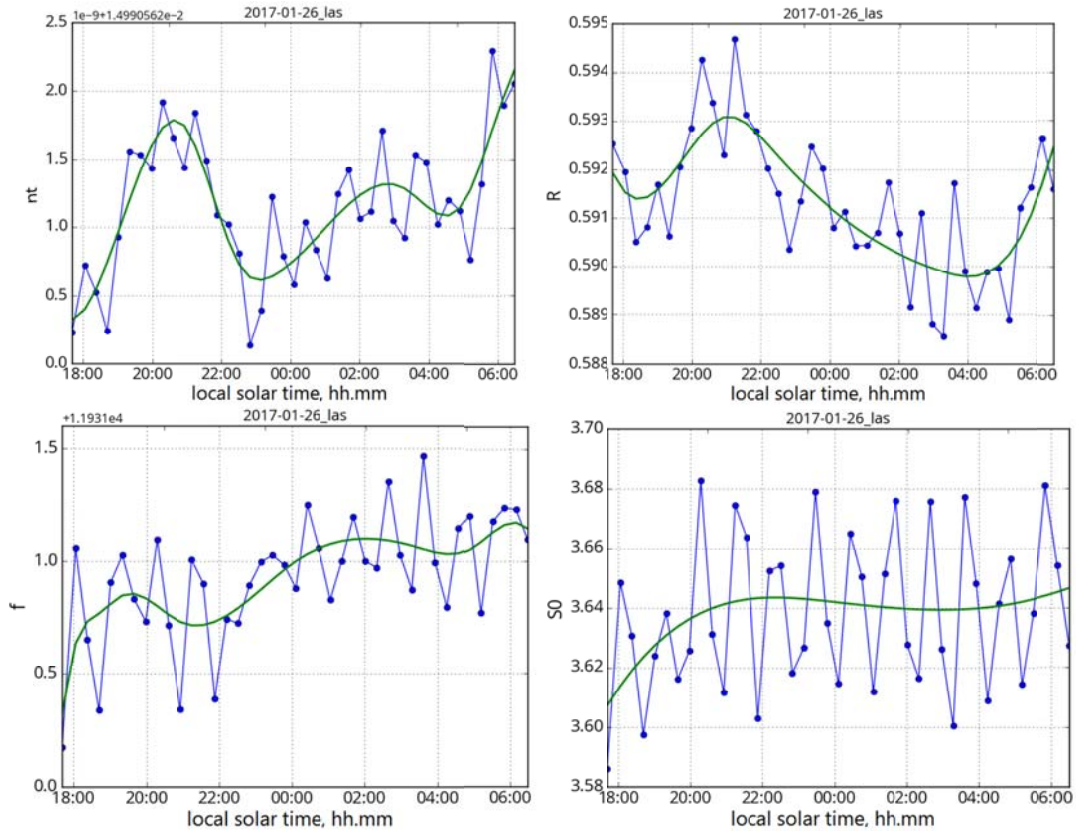 1e-9+1.4990562e-2
2017-01-26_las
2.5
2.0
1.5
1.0
0.5
0.0
nt
18:00 20:00 22:00 00:00 02:00 04:00 06:00
local solar time, hh.mm
2017-01-26_las
0.595
0.594
0.593
0.592
0.591
0.590
0.589
0.588
R
18:00 20:00 22:00 00:00 02:00 04:00 06:00
local solar time, hh.mm
+1.1931e4
2017-01-26_las
1.5
1.0
0.5
0.0
f
18:00 20:00 22:00 00:00 02:00 04:00 06:00
local solar time, hh.mm
2017-01-26_las
3.70
3.68
3.66
3.64
3.62
3.60
3.58
S0
18:00 20:00 22:00 00:00 02:00 04:00 06:00
local solar time, hh.mm